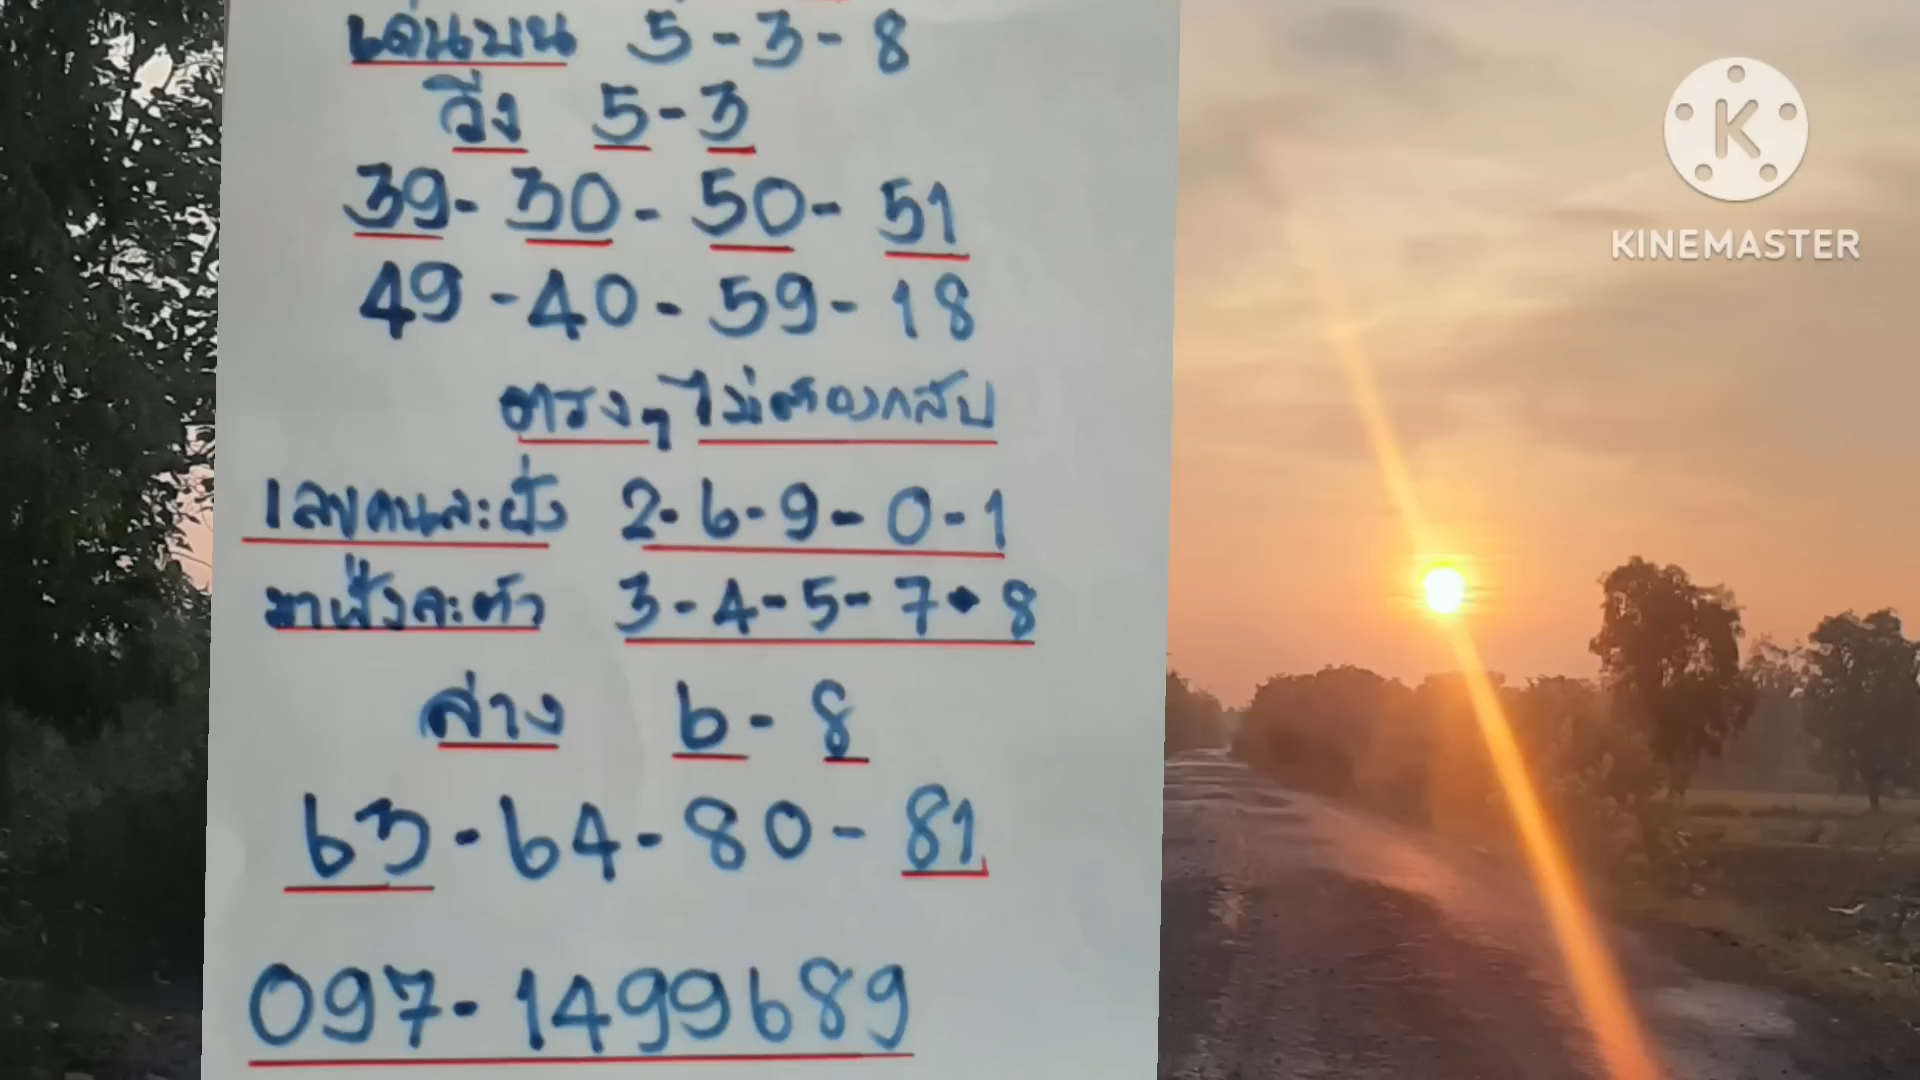 เด่นบน 5-3-8
วิ่ง 5-3
39-30-50-51
49-40-59-18
ตรงๆ ไม่ต้องกลับ
เลขคนละฝั่ง 2-6-9-0-1
มาฝั่งละตัว 3-4-5-7-8
ล่าง 6-8
63-64-80-81
097-1499689
KINEMASTER